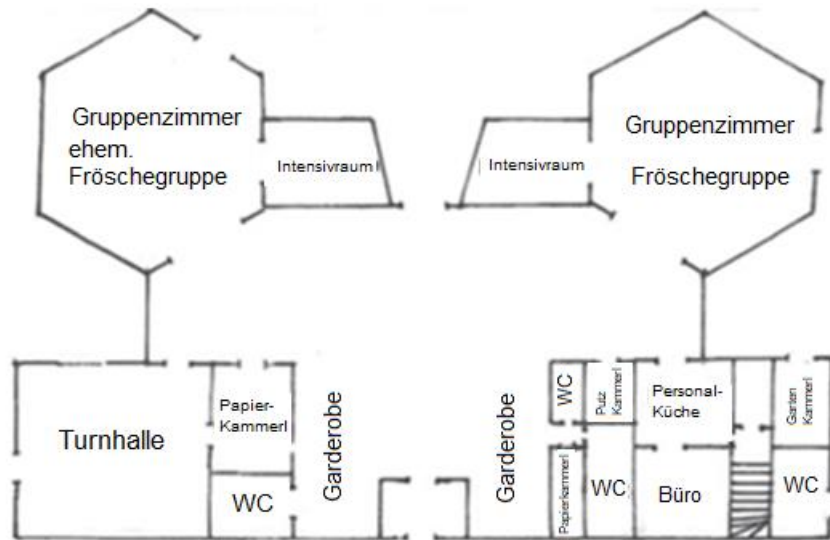 Gruppenzimmer
ehem.
Fröschegruppe
Intensivraum
Intensivraum
Gruppenzimmer
Fröschegruppe
Turnhalle
Papier-
Kammerl
WC
Garderobe
Garderobe
WC
Putz
Kammerl
Personal-
Küche
Garten
Kammerl
Papierkammerl
WC
Büro
WC